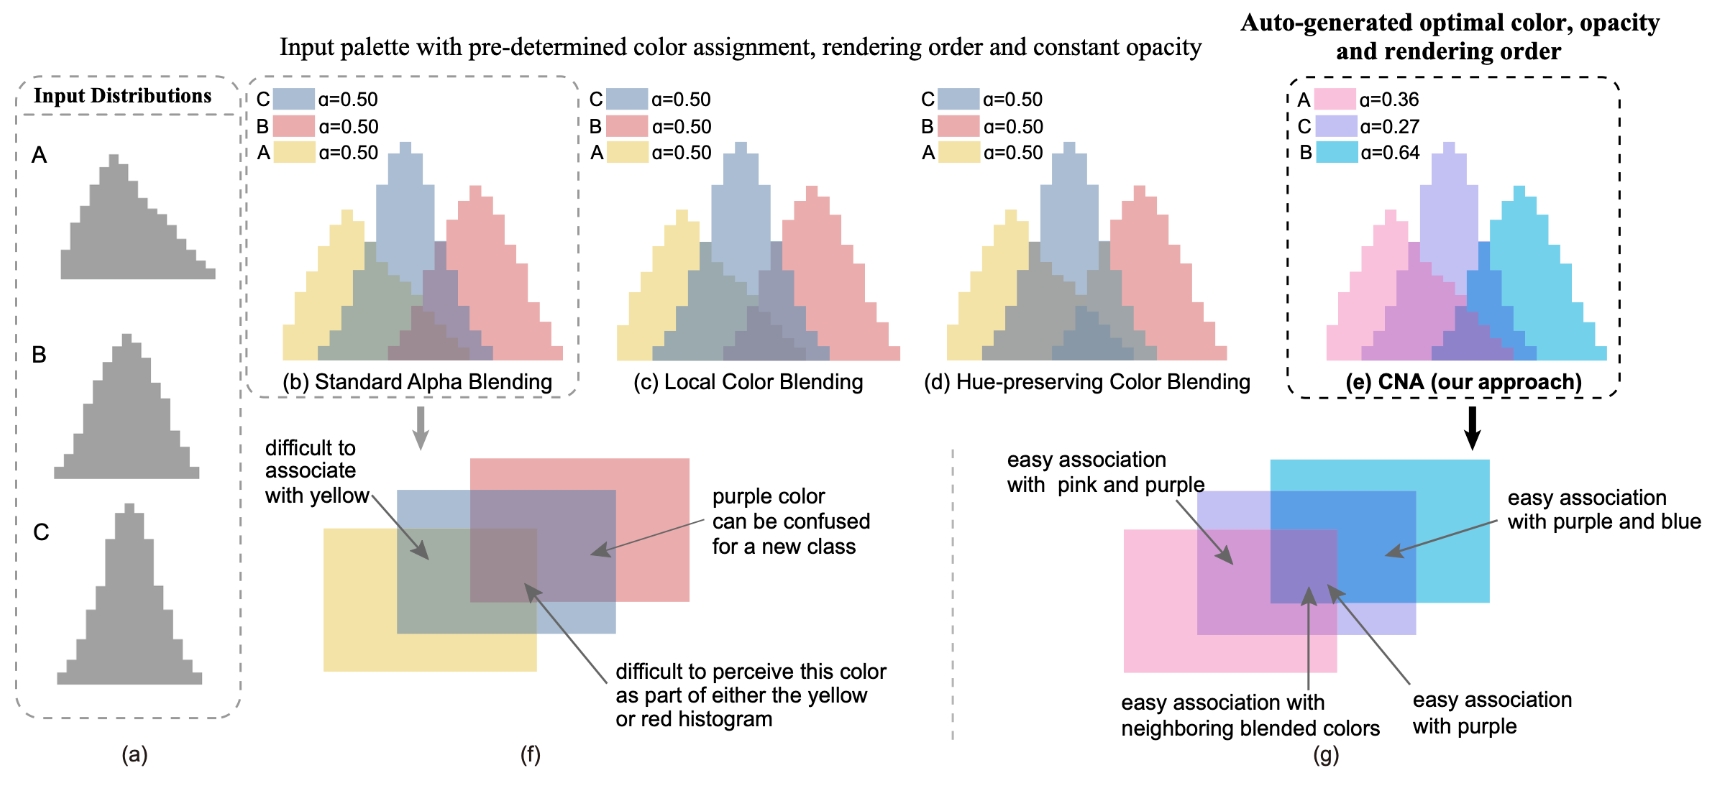 Input palette with pre-determined color assignment, rendering order and constant opacity
Auto-generated optimal color, opacity
and rendering order
Input Distributions
A
B
C
(a)
C α=0.50
B α=0.50
A α=0.50
(b) Standard Alpha Blending
C α=0.50
B α=0.50
A α=0.50
(c) Local Color Blending
C α=0.50
B α=0.50
A α=0.50
(d) Hue-preserving Color Blending
A α=0.36
C α=0.27
B α=0.64
(e) CNA (our approach)
difficult to
associate
with yellow
purple color
can be confused
for a new class
difficult to perceive this color
as part of either the yellow
or red histogram
(f)
easy association
with pink and purple
easy association
with purple and blue
easy association with
neighboring blended colors
easy association
with purple
(g)